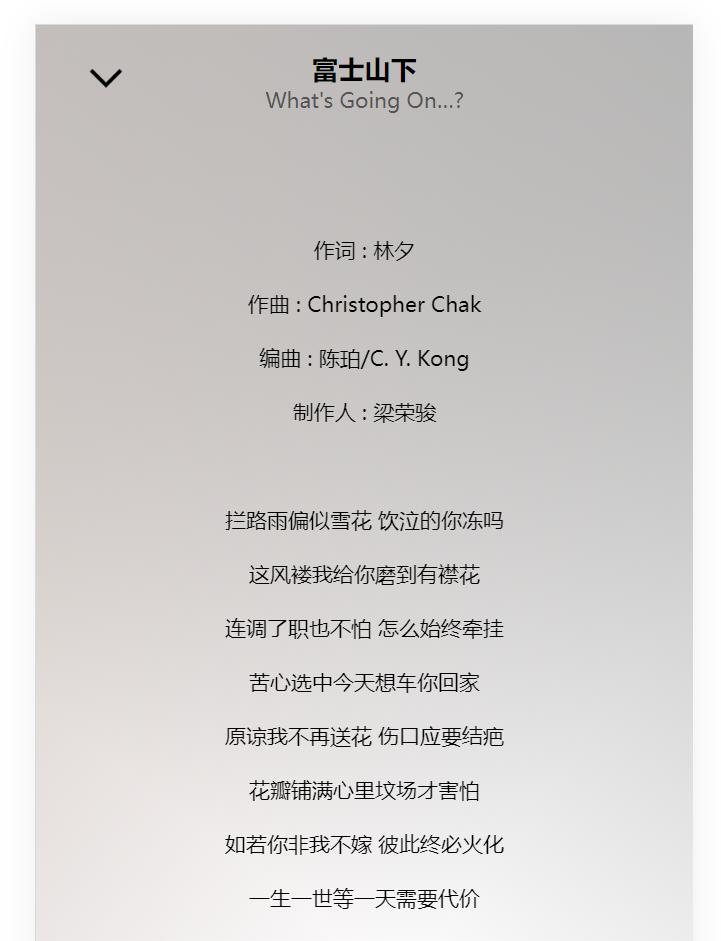 富士山下
What's Going On...?
作词 : 林夕
作曲 : Christopher Chak
编曲 : 陈珀/C. Y. Kong
制作人 : 梁荣骏
拦路雨偏似雪花 饮泣的你冻吗
这风褛我给你磨到有襟花
连调了职也不怕 怎么始终牵挂
苦心选中今天想车你回家
原谅我不再送花 伤口应要结疤
花瓣铺满心里坟场才害怕
如若你非我不嫁 彼此终必火化
一生一世等一天需要代价